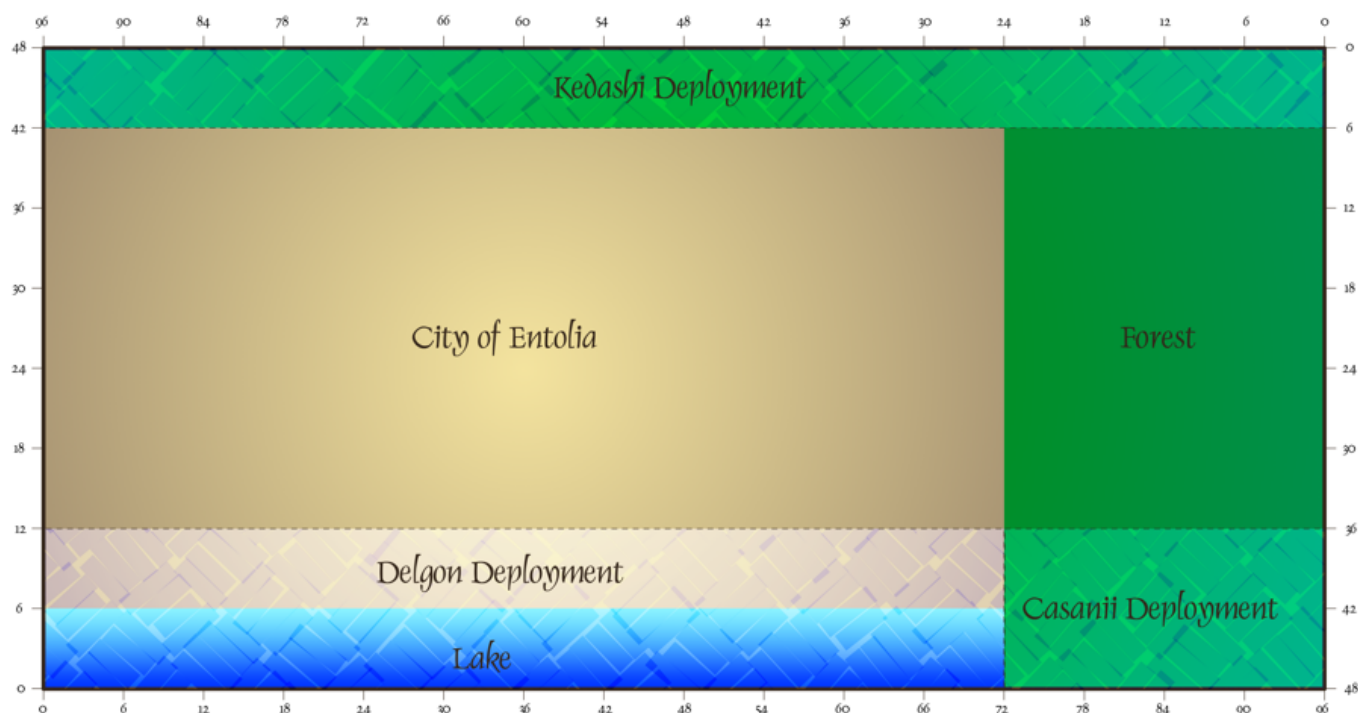 96 90 84 78 72 66 60 54 48 42 36 30 24 18 12 6 0
48 0
Kedashi Deployment
42 6
36 12
30 18
City of Entolia Forest
24 24
18 30
12 36
Delgon Deployment
6 42
Casanii Deployment
Lake
0 48
0 6 12 18 24 30 36 42 48 54 60 66 72 78 84 90 96